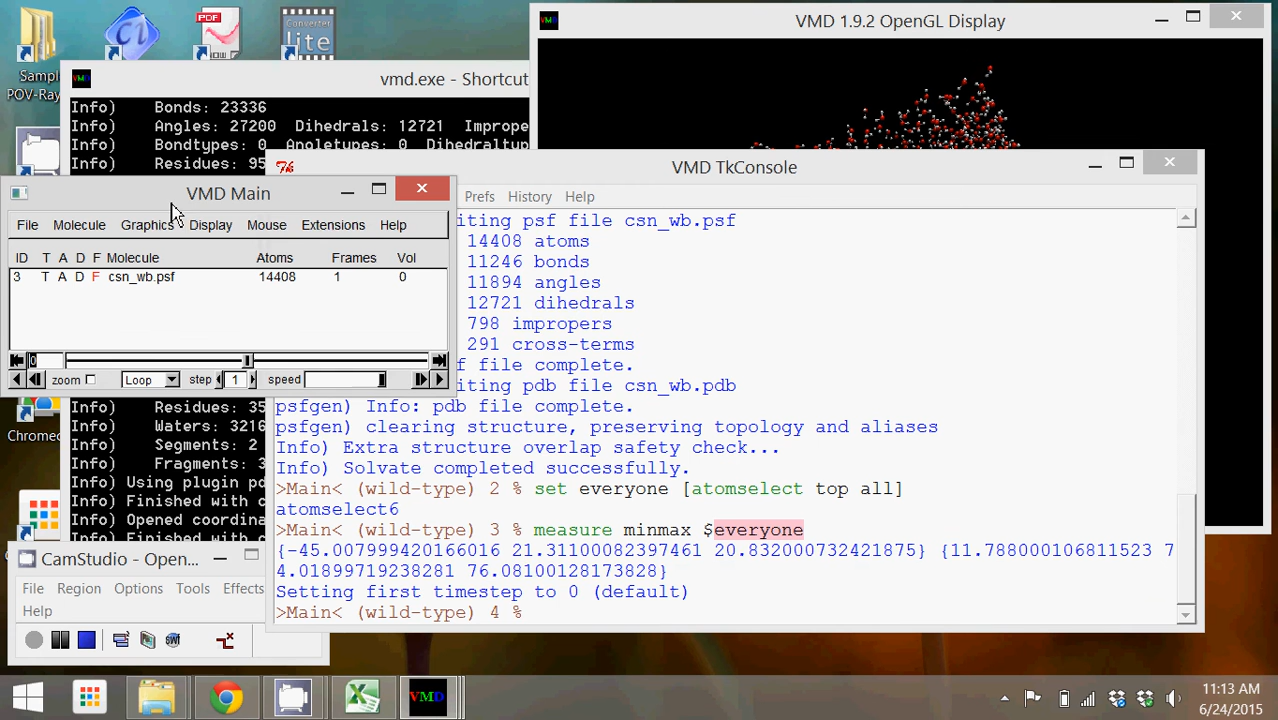 VMD 1.9.2 OpenGL Display
PDF
Converter
lite
Sampl
POV-Ray
vmd.exe - Shortcut
Info)    Bonds: 23336
Info)    Angles: 27200  Dihedrals: 12721  Imprope
Info)    Bondtypes: 0  Angletypes: 0  Dihedraltyp
Info)    Residues: 95
VMD TkConsole
VMD Main
Prefs History Help
File Molecule Graphics Display Mouse Extensions Help
ID T A D F Molecule Atoms Frames Vol
3 T A D F csn_wb.psf 14408 1 0
0
zoom Loop step 1 speed
iting psf file csn_wb.psf
14408 atoms
11246 bonds
11894 angles
12721 dihedrals
798 impropers
291 cross-terms
f file complete.
iting pdb file csn_wb.pdb
psfgen) Info: pdb file complete.
psfgen) clearing structure, preserving topology and aliases
Info) Extra structure overlap safety check...
Info) Solvate completed successfully.
>Main< (wild-type) 2 % set everyone [atomselect top all]
atomselect6
>Main< (wild-type) 3 % measure minmax $everyone
{-45.007999420166016 21.31100082397461 20.832000732421875} {11.788000106811523 7
4.01899719238281 76.08100128173828}
Setting first timestep to 0 (default)
>Main< (wild-type) 4 %
Info)    Residues: 35
Info)    Waters: 3216
Info)    Segments: 2
Info)    Fragments: 3
Info) Using plugin pd
Info) Finished with c
Info) Opened coordina
Info) Finished with c
Chromec
CamStudio - Open...
File Region Options Tools Effects
Help
SWF
VMD
11:13 AM
6/24/2015